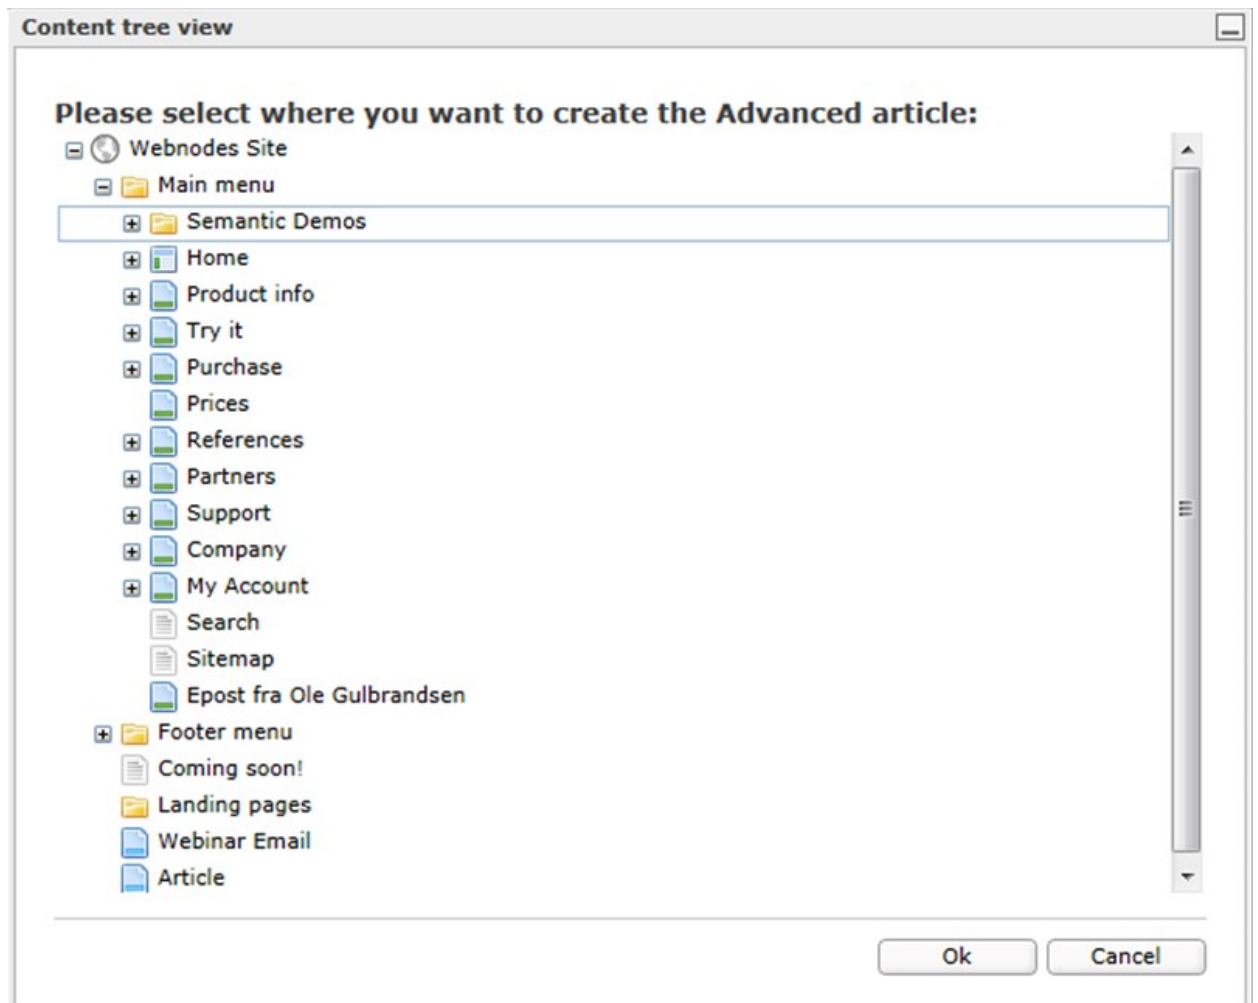 Content tree view
Please select where you want to create the Advanced article:
Webnodes Site
Main menu
Semantic Demos
Home
Product info
Try it
Purchase
Prices
References
Partners
Support
Company
My Account
Search
Sitemap
Epost fra Ole Gulbrandsen
Footer menu
Coming soon!
Landing pages
Webinar Email
Article
Ok Cancel